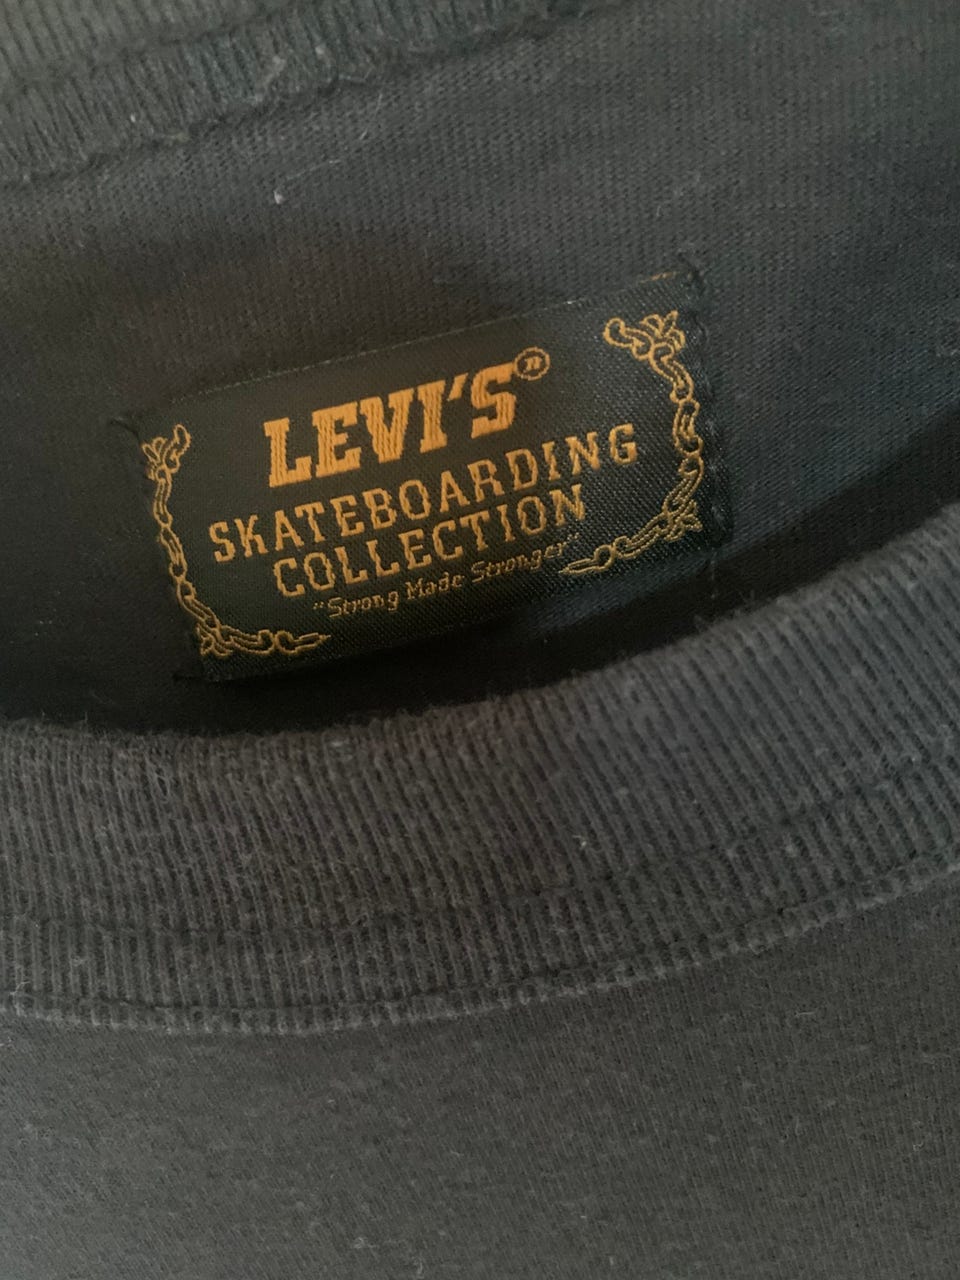 LEVI'S®
SKATEBOARDING
COLLECTION
"Strong Made Stronger"